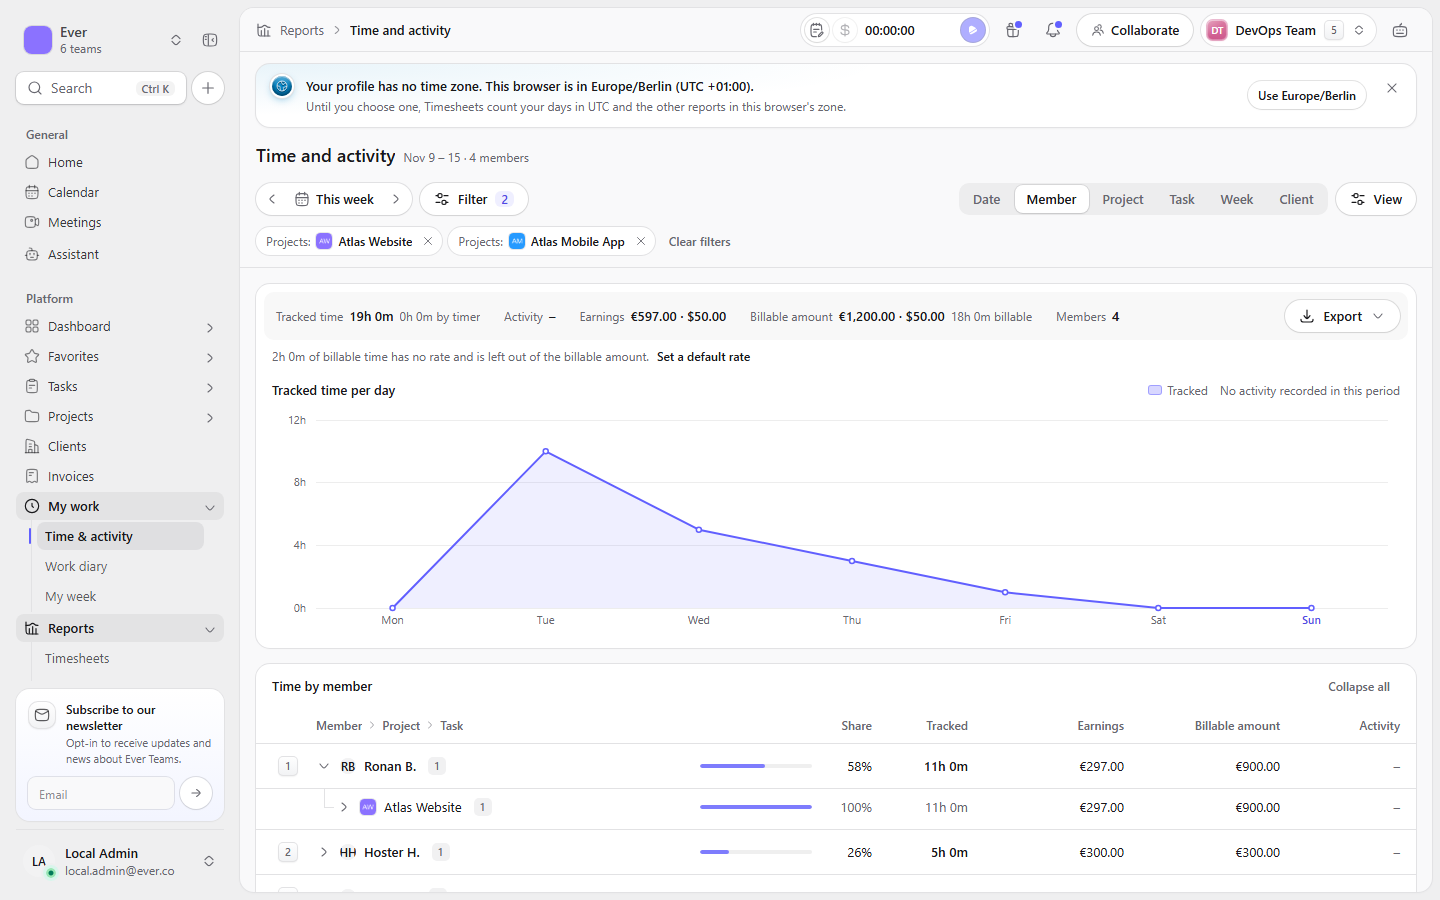 Ever
6 teams
Search
Ctrl K
General
Home
Calendar
Meetings
Assistant
Platform
Dashboard
Favorites
Tasks
Projects
Clients
Invoices
My work
Time & activity
Work diary
My week
Reports
Timesheets
Subscribe to our
newsletter
Opt-in to receive updates and
news about Ever Teams.
Email
LA
Local Admin
local.admin@ever.co
Reports
Time and activity
00:00:00
Collaborate
DT
DevOps Team
5
Your profile has no time zone. This browser is in Europe/Berlin (UTC +01:00).
Until you choose one, Timesheets count your days in UTC and the other reports in this browser's zone.
Use Europe/Berlin
Time and activity
Nov 9 – 15 · 4 members
This week
Filter 2
Date
Member
Project
Task
Week
Client
View
Projects: AW Atlas Website
Projects: AM Atlas Mobile App
Clear filters
Tracked time 19h 0m 0h 0m by timer
Activity –
Earnings €597.00 · $50.00
Billable amount €1,200.00 · $50.00 18h 0m billable
Members 4
Export
2h 0m of billable time has no rate and is left out of the billable amount. Set a default rate
Tracked time per day
Tracked
No activity recorded in this period
12h
8h
4h
0h
Mon Tue Wed Thu Fri Sat Sun
Time by member
Collapse all
Member Project Task Share Tracked Earnings Billable amount Activity
1 RB Ronan B. 1 58% 11h 0m €297.00 €900.00 –
AW Atlas Website 1 100% 11h 0m €297.00 €900.00 –
2 HH Hoster H. 1 26% 5h 0m €300.00 €300.00 –